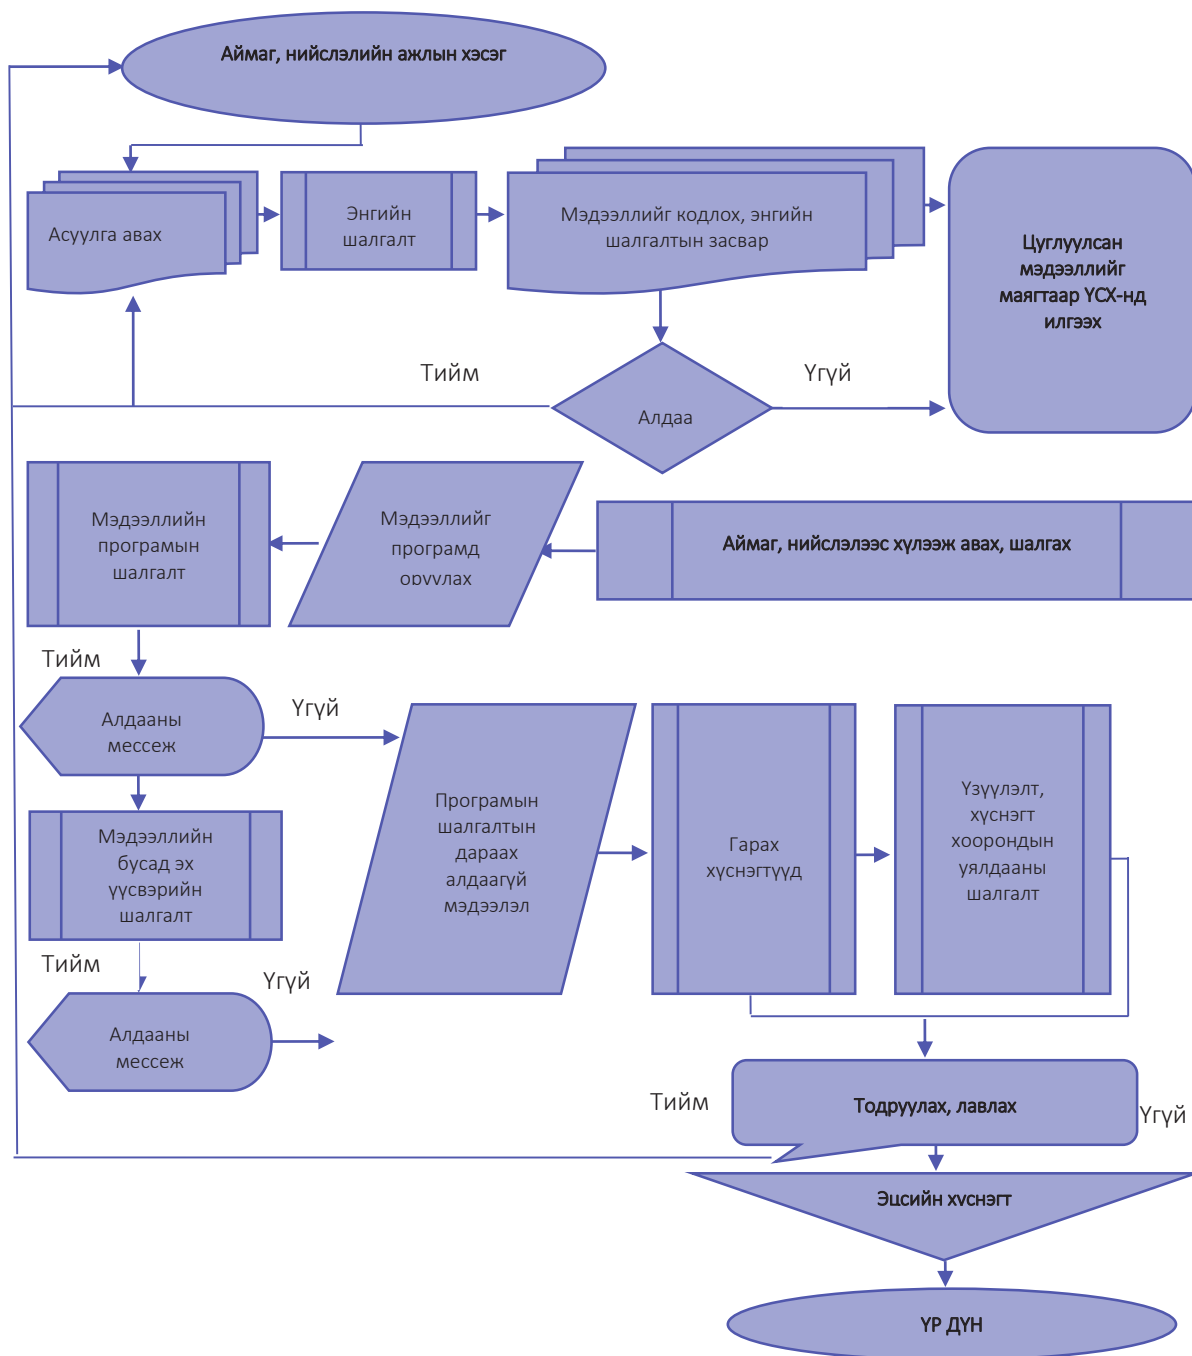 Аймаг, нийслэлийн ажлын хэсэг
Асуулга авах
Энгийн
шалгалт
Мэдээллийг кодлох, энгийн
шалгалтын засвар
Цуглуулсан
мэдээллийг
маягтаар ҮСХ-нд
илгээх
Тийм
Үгүй
Алдаа
Мэдээллийн
програмын
шалгалт
Мэдээллийг
програмд
оруулах
Аймаг, нийслэлээс хүлээж авах, шалгах
Тийм
Алдааны
мессеж
Үгүй
Мэдээллийн
бусад эх
үүсвэрийн
шалгалт
Програмын
шалгалтын
дараах
алдаагүй
мэдээлэл
Гарах
хүснэгтүүд
Үзүүлэлт,
хүснэгт
хоорондын
уялдааны
шалгалт
Тийм
Үгүй
Алдааны
мессеж
Тийм
Тодруулах, лавлах
Үгүй
Эцсийн хүснэгт
ҮР ДҮН